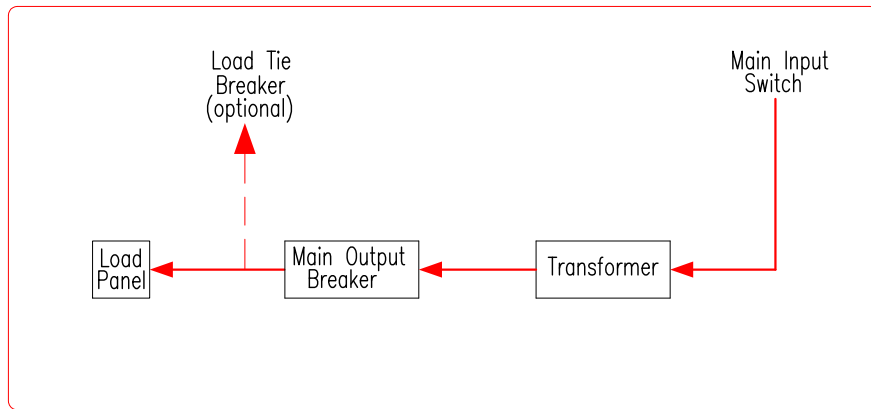 Load Tie
Breaker
(optional)
Main Input
Switch
Load
Panel
Main Output
Breaker
Transformer